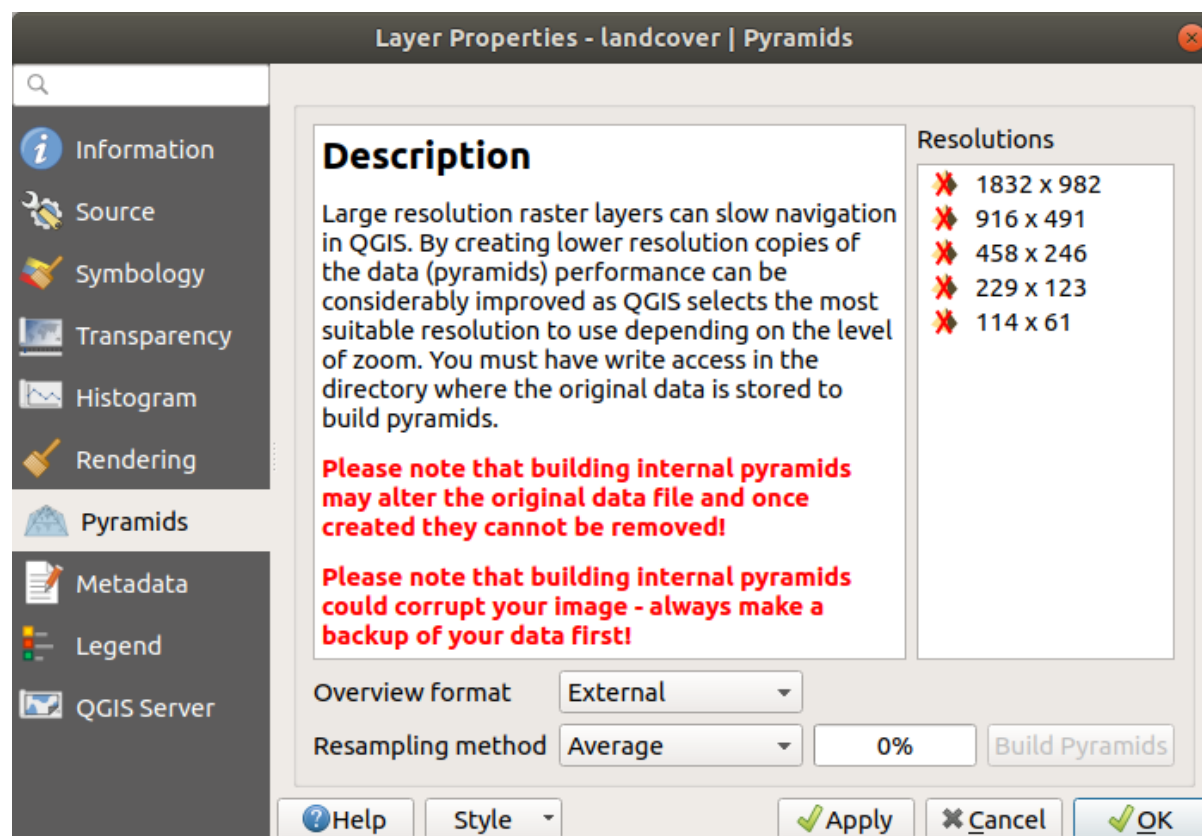 Layer Properties - landcover | Pyramids
Information
Source
Symbology
Transparency
Histogram
Rendering
Pyramids
Metadata
Legend
QGIS Server
Description
Large resolution raster layers can slow navigation
in QGIS. By creating lower resolution copies of
the data (pyramids) performance can be
considerably improved as QGIS selects the most
suitable resolution to use depending on the level
of zoom. You must have write access in the
directory where the original data is stored to
build pyramids.
Please note that building internal pyramids
may alter the original data file and once
created they cannot be removed!
Please note that building internal pyramids
could corrupt your image - always make a
backup of your data first!
Resolutions
1832 x 982
916 x 491
458 x 246
229 x 123
114 x 61
Overview format External
Resampling method Average 0% Build Pyramids
Help Style Apply Cancel OK